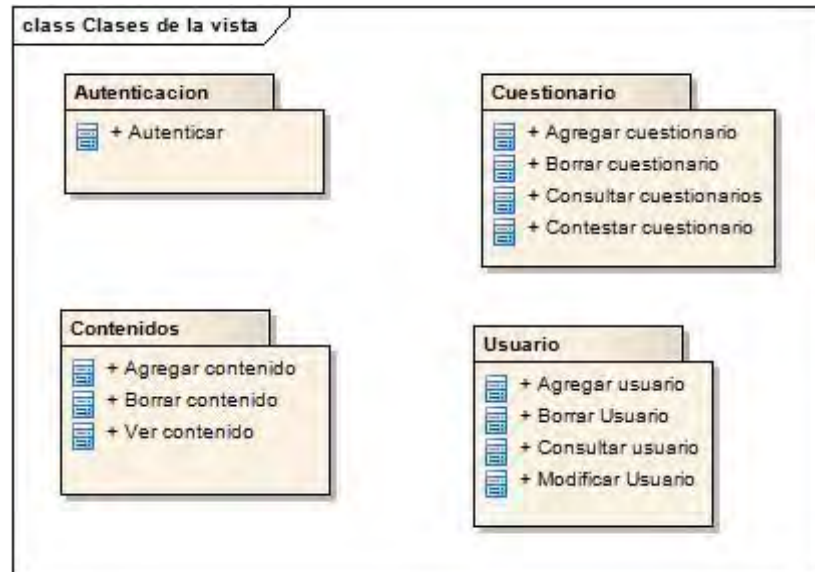 class Clases de la vista
Autenticacion
+ Autenticar
Cuestionario
+ Agregar cuestionario
+ Borrar cuestionario
+ Consultar cuestionarios
+ Contestar cuestionario
Contenidos
+ Agregar contenido
+ Borrar contenido
+ Ver contenido
Usuario
+ Agregar usuario
+ Borrar Usuario
+ Consultar usuario
+ Modificar Usuario